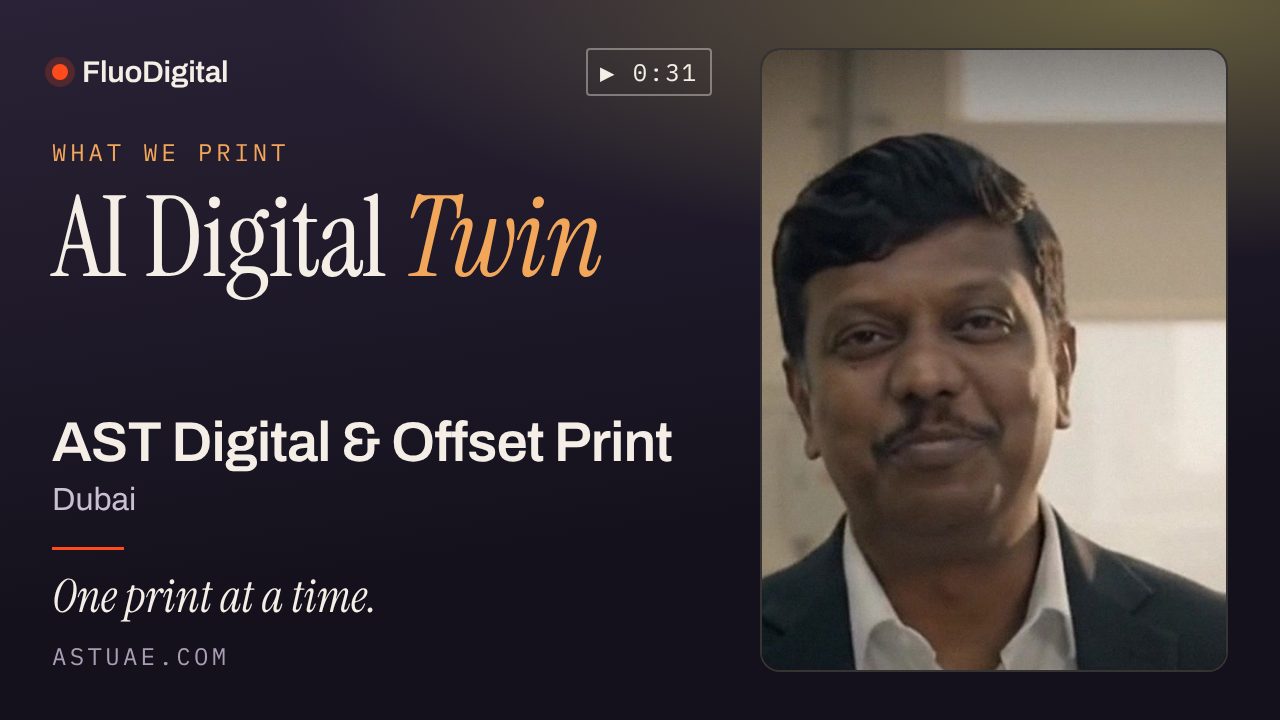 FluoDigital
▶ 0:31
WHAT WE PRINT
AI Digital Twin
AST Digital & Offset Print
Dubai
One print at a time.
ASTUAE.COM